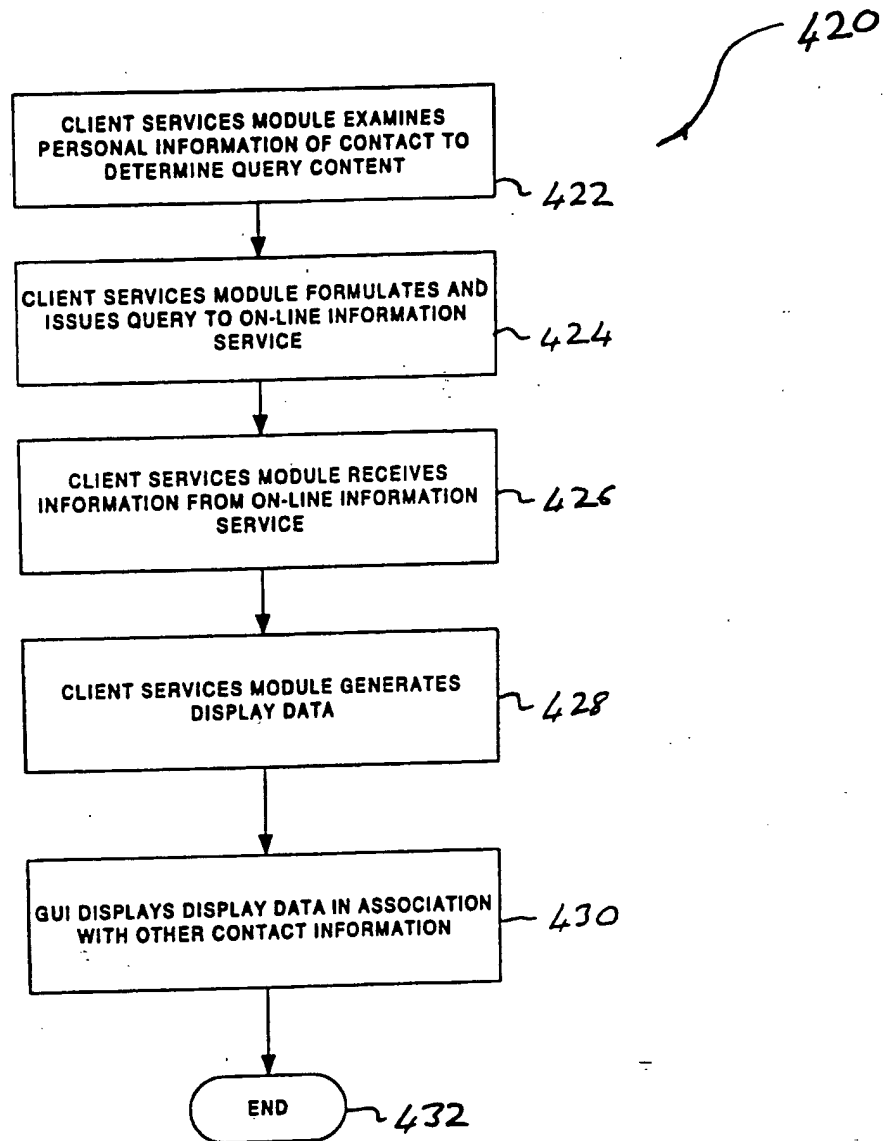 420
CLIENT SERVICES MODULE EXAMINES
PERSONAL INFORMATION OF CONTACT TO
DETERMINE QUERY CONTENT
422
CLIENT SERVICES MODULE FORMULATES AND
ISSUES QUERY TO ON-LINE INFORMATION
SERVICE
424
CLIENT SERVICES MODULE RECEIVES
INFORMATION FROM ON-LINE INFORMATION
SERVICE
426
CLIENT SERVICES MODULE GENERATES
DISPLAY DATA
428
GUI DISPLAYS DISPLAY DATA IN ASSOCIATION
WITH OTHER CONTACT INFORMATION
430
END
432